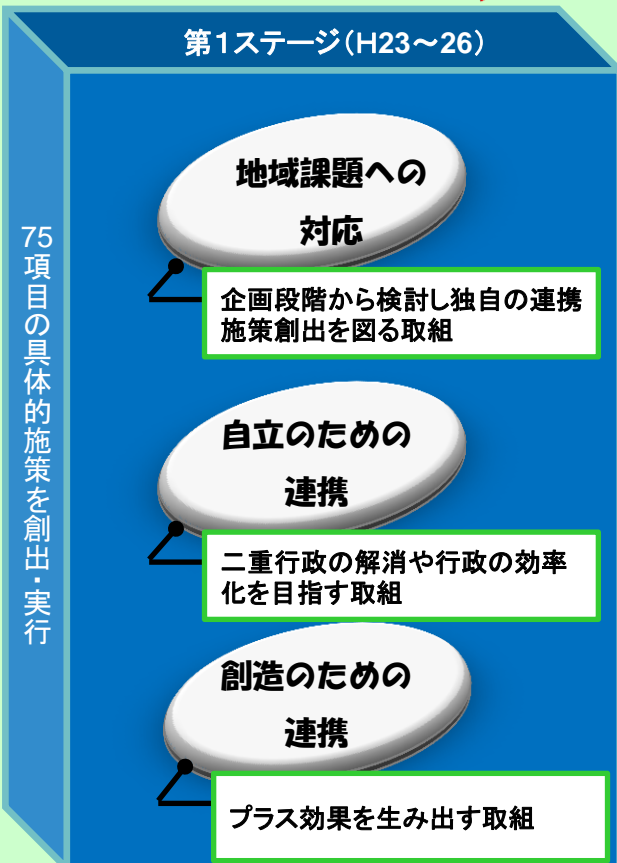 第1ステージ(H23～26)
75項目の具体的施策を創出・実行
地域課題への
対応
企画段階から検討し独自の連携
施策創出を図る取組
自立のための
連携
二重行政の解消や行政の効率
化を目指す取組
創造のための
連携
プラス効果を生み出す取組